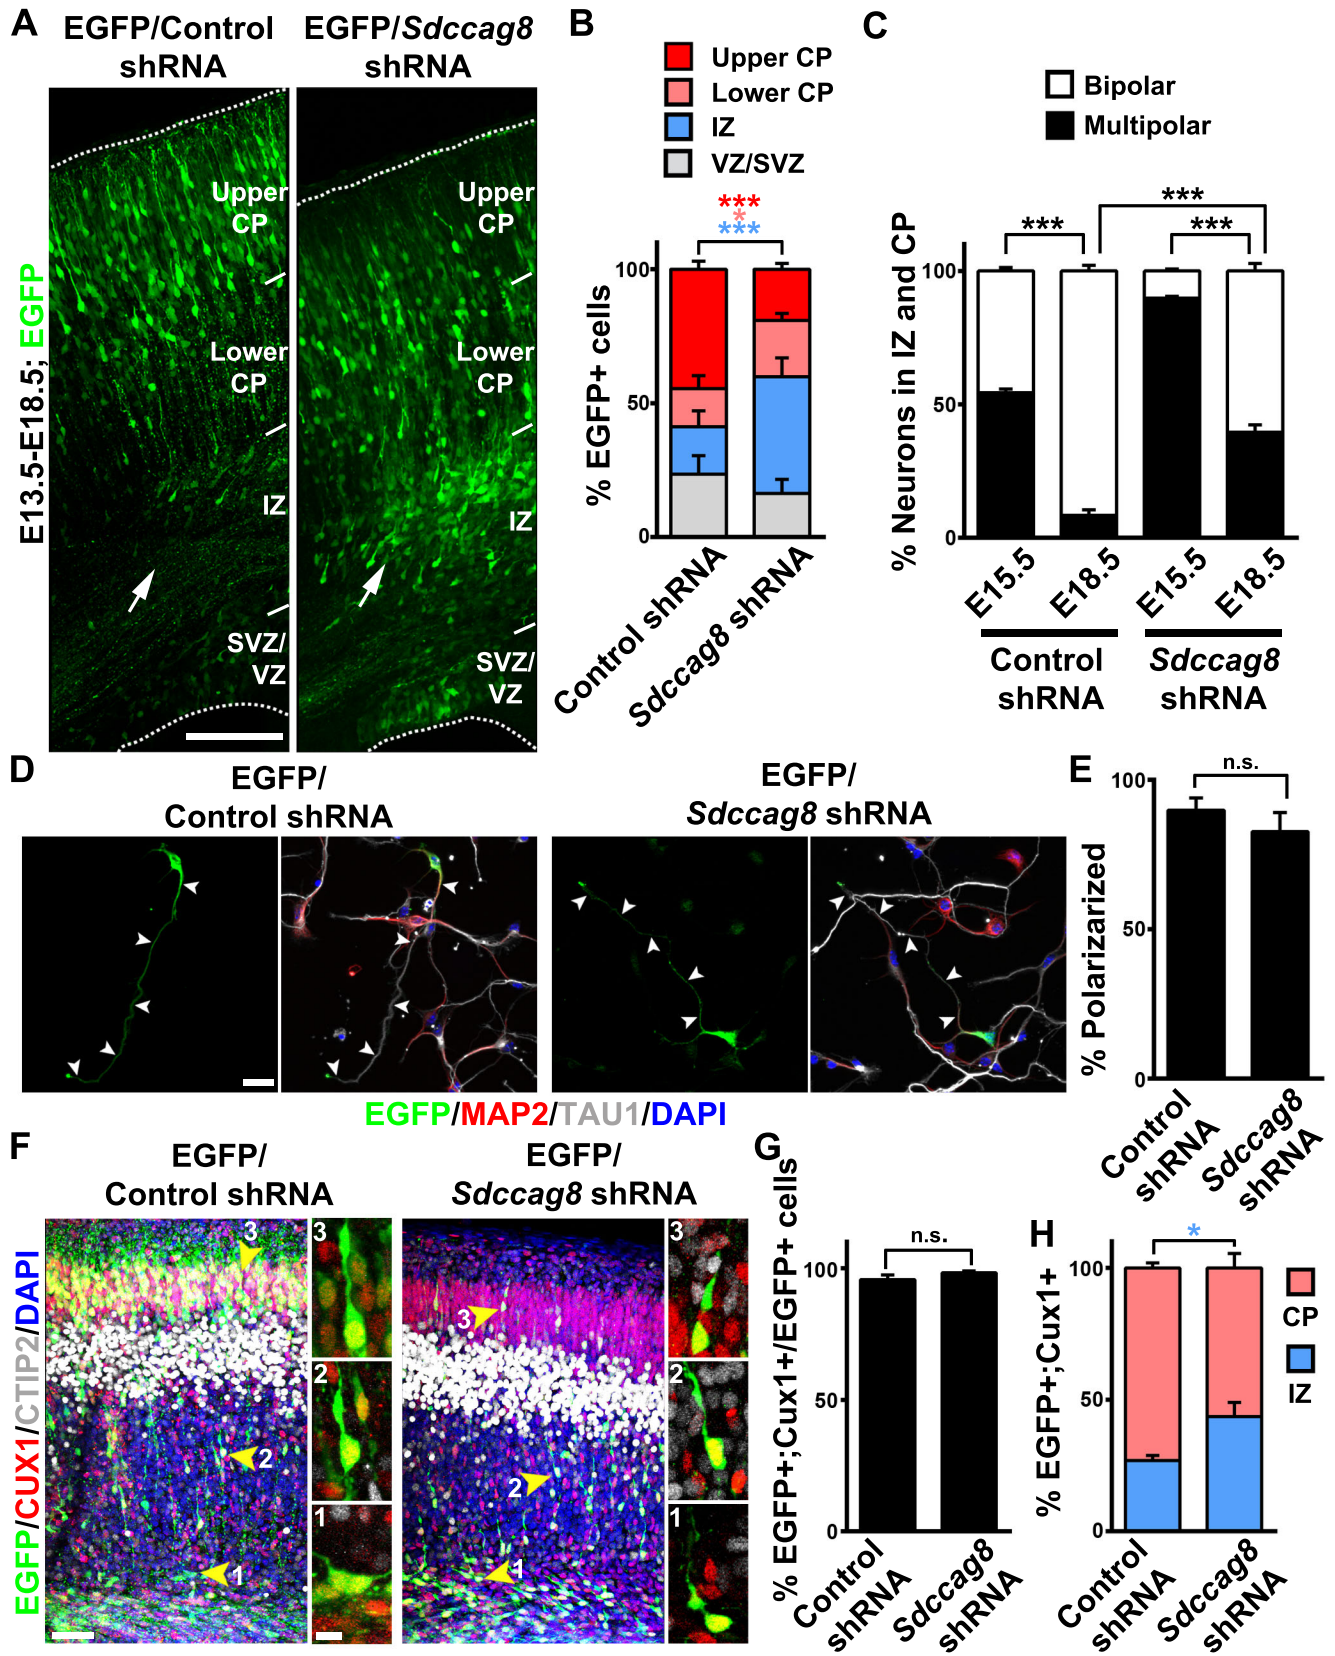 A
EGFP/Control
shRNA
EGFP/Sdccag8
shRNA
E13.5-E18.5; EGFP
Upper
CP
Lower
CP
IZ
SVZ/
VZ
Upper
CP
Lower
CP
IZ
SVZ/
VZ
B
Upper CP
Lower CP
IZ
VZ/SVZ
***
*
***
% EGFP+ cells
100
50
0
Control shRNA
Sdccag8 shRNA
C
Bipolar
Multipolar
***
***
***
% Neurons in IZ and CP
100
50
0
E15.5
E18.5
E15.5
E18.5
Control
shRNA
Sdccag8
shRNA
D
EGFP/
Control shRNA
EGFP/
Sdccag8 shRNA
EGFP/MAP2/TAU1/DAPI
E
n.s.
% Polarizarized
100
50
0
Control
shRNA
Sdccag8
shRNA
F
EGFP/
Control shRNA
EGFP/
Sdccag8 shRNA
EGFP/CUX1/CTIP2/DAPI
3
2
1
3
2
1
3
2
1
3
2
1
G
n.s.
% EGFP+;Cux1+/EGFP+ cells
100
50
0
Control
shRNA
Sdccag8
shRNA
H
*
% EGFP+;Cux1+
100
50
0
CP
IZ
Control
shRNA
Sdccag8
shRNA